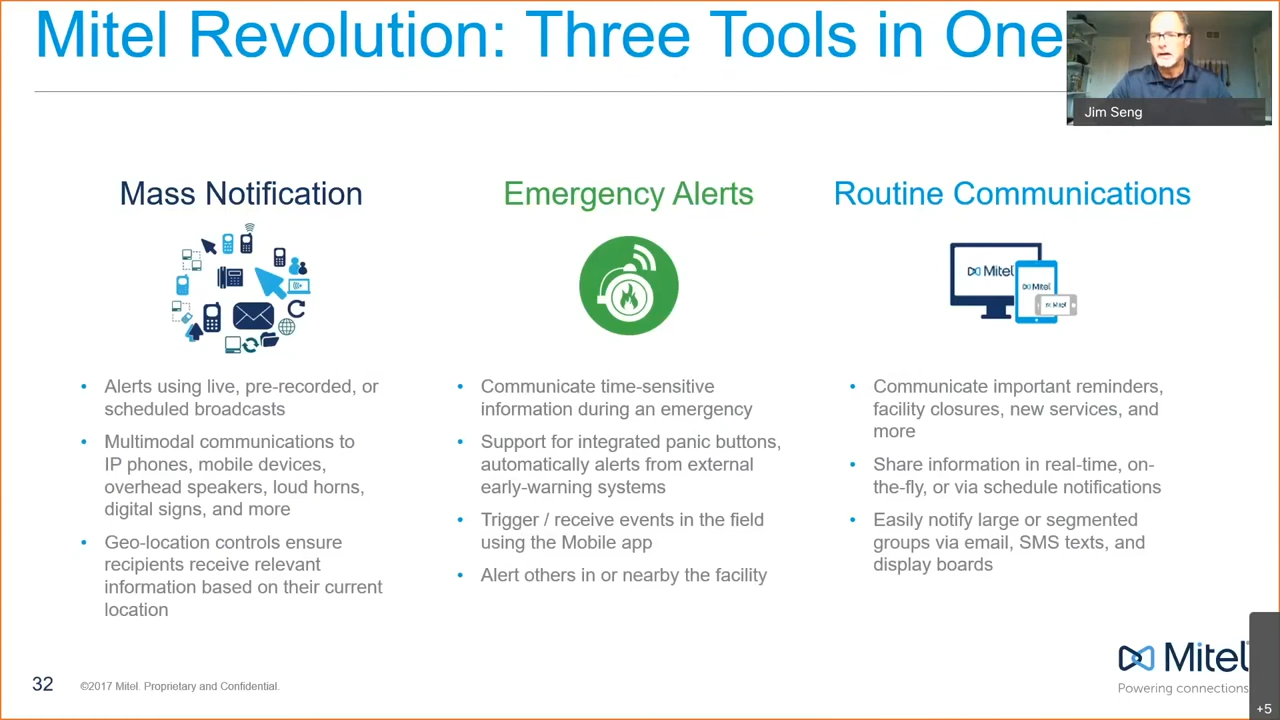 Mitel Revolution: Three Tools in One
Jim Seng
Mass Notification
Alerts using live, pre-recorded, or
scheduled broadcasts
Multimodal communications to
IP phones, mobile devices,
overhead speakers, loud horns,
digital signs, and more
Geo-location controls ensure
recipients receive relevant
information based on their current
location
Emergency Alerts
Communicate time-sensitive
information during an emergency
Support for integrated panic buttons,
automatically alerts from external
early-warning systems
Trigger / receive events in the field
using the Mobile app
Alert others in or nearby the facility
Routine Communications
Mitel
Mitel
Mitel
Communicate important reminders,
facility closures, new services, and
more
Share information in real-time, on-
the-fly, or via schedule notifications
Easily notify large or segmented
groups via email, SMS texts, and
display boards
32
©2017 Mitel. Proprietary and Confidential.
Mitel
Powering connections
+5